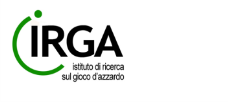 IRGA
istituto di ricerca
sul gioco d'azzardo